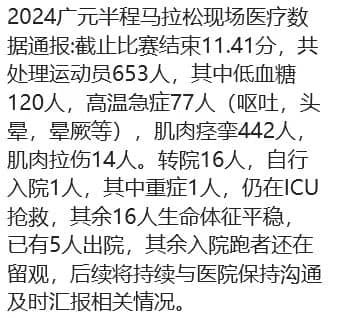 2024广元半程马拉松现场医疗数
据通报:截止比赛结束11.41分，共
处理运动员653人，其中低血糖
120人，高温急症77人（呕吐，头
晕，晕厥等），肌肉痉挛442人，
肌肉拉伤14人。转院16人，自行
入院1人，其中重症1人，仍在ICU
抢救，其余16人生命体征平稳，
已有5人出院，其余入院跑者还在
留观，后续将持续与医院保持沟通
及时汇报相关情况。